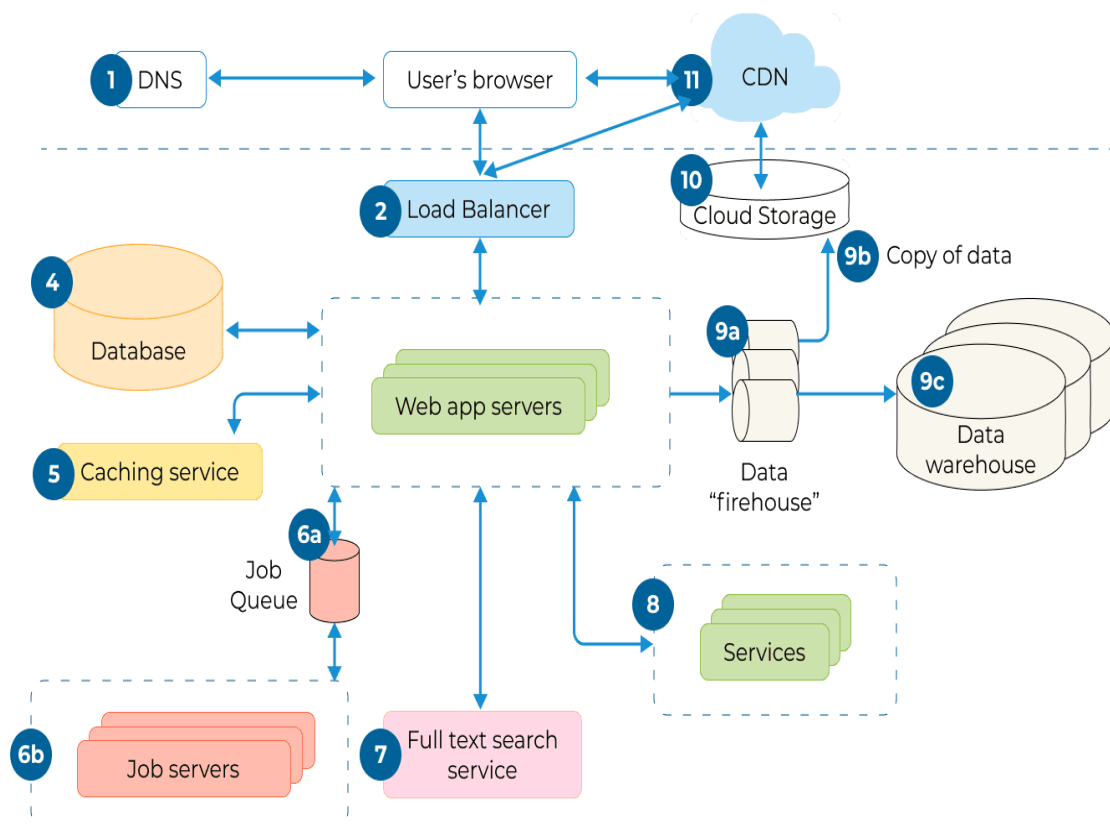 1 DNS
User's browser
11 CDN
2 Load Balancer
10
Cloud Storage
9b Copy of data
4
Database
9a
9c
Web app servers
Data
warehouse
5 Caching service
Data
“firehouse”
6a
Job
Queue
8
Services
6b
Job servers
7
Full text search
service